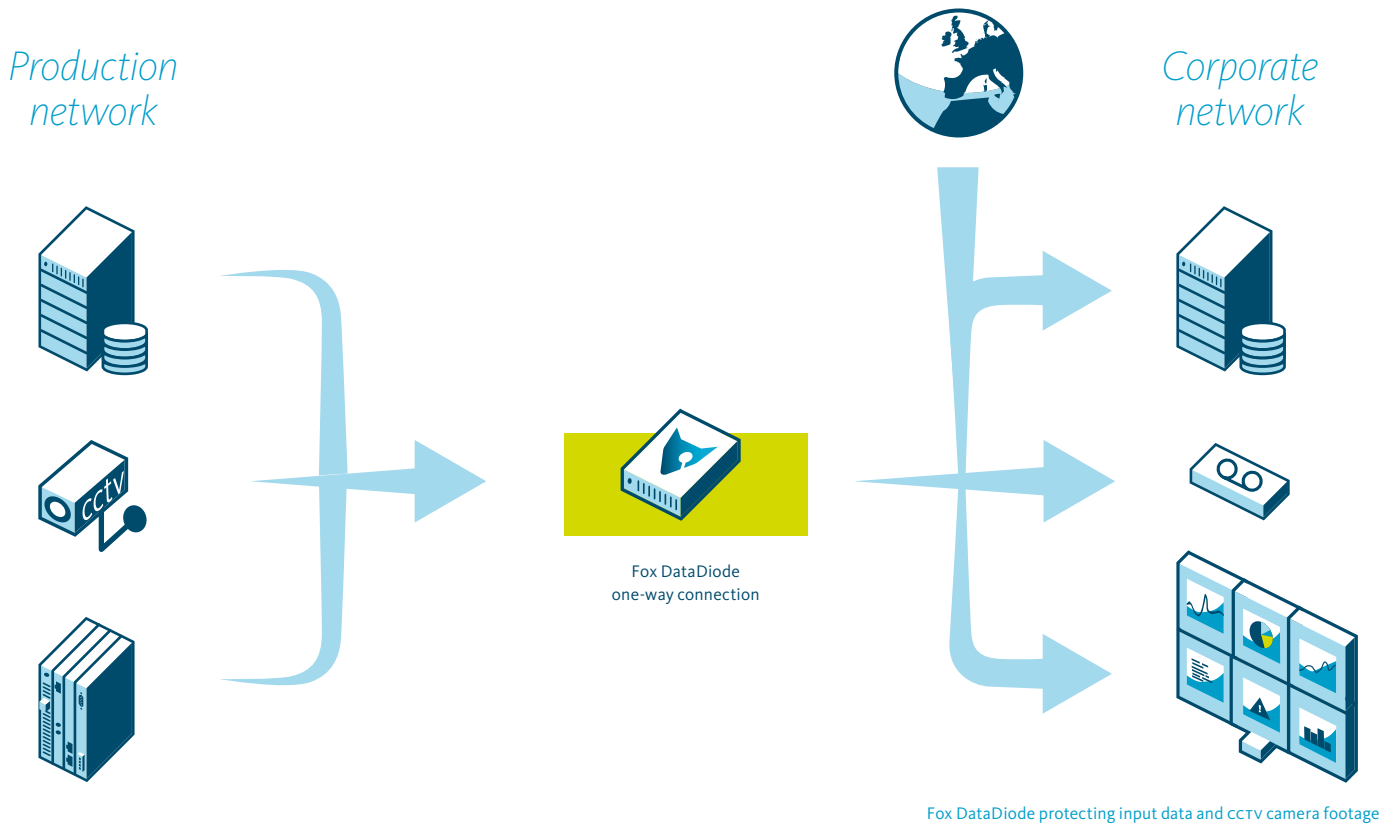 Production
network
Corporate
network
cctv
Fox DataDiode
one-way connection
Fox DataDiode protecting input data and CCTV camera footage